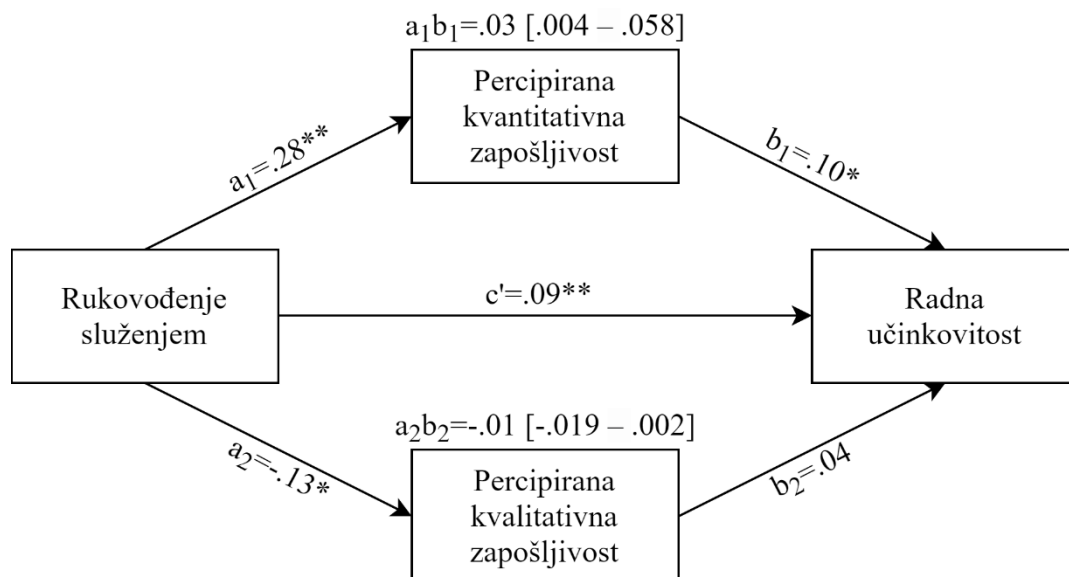 a₁b₁=.03 [.004 – .058]
Percipirana
kvantitativna
zapošljivost
a₁=.28**
b₁=.10*
Rukovođenje
služenjem
c'=.09**
Radna
učinkovitost
a₂b₂=-.01 [-.019 – .002]
a₂=-.13*
b₂=.04
Percipirana
kvalitativna
zapošljivost